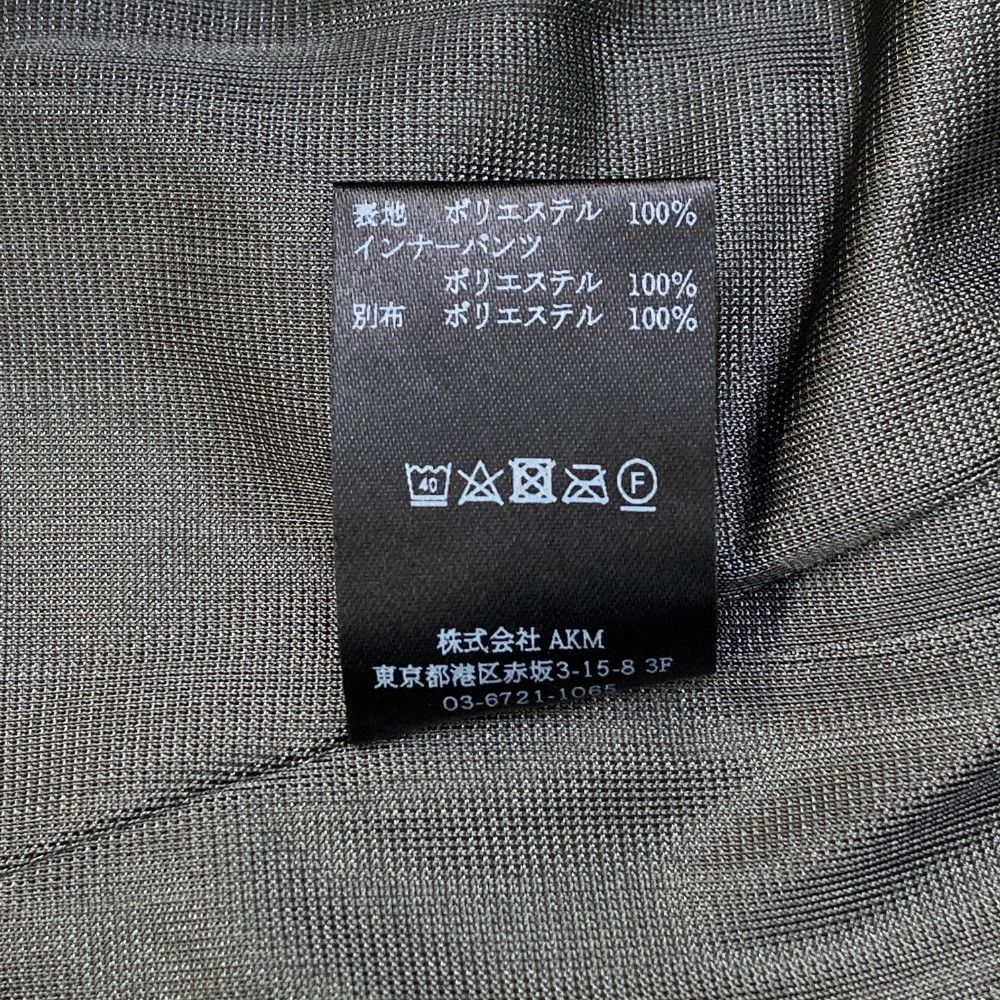 表地 ポリエステル 100%
インナーパンツ
ポリエステル 100%
別布 ポリエステル 100%
40 F
株式会社 AKM
東京都港区赤坂3-15-8 3F
03-6721-1065